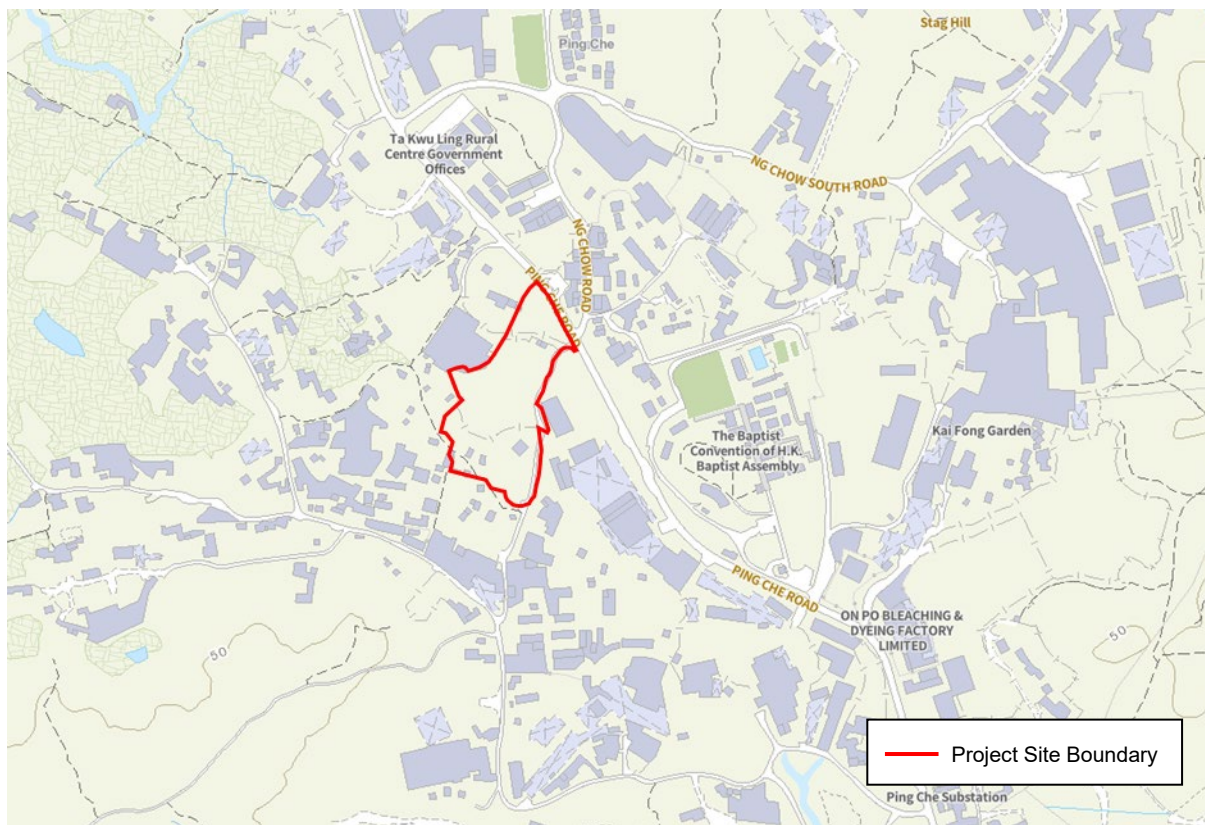 Stag Hill
Ping Che
Ta Kwu Ling Rural
Centre Government
Offices
NG CHOW SOUTH ROAD
NG CHOW ROAD
PING CHE ROAD
The Baptist
Convention of H.K.
Baptist Assembly
Kai Fong Garden
PING CHE ROAD
ON PO BLEACHING &
DYEING FACTORY
LIMITED
50
50
Project Site Boundary
Ping Che Substation